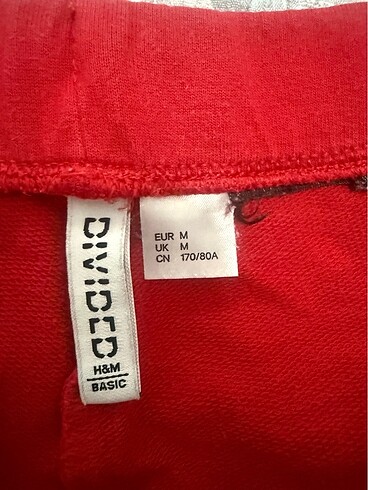 DIVIDED
H&M
BASIC
EUR M
UK M
CN 170/80A